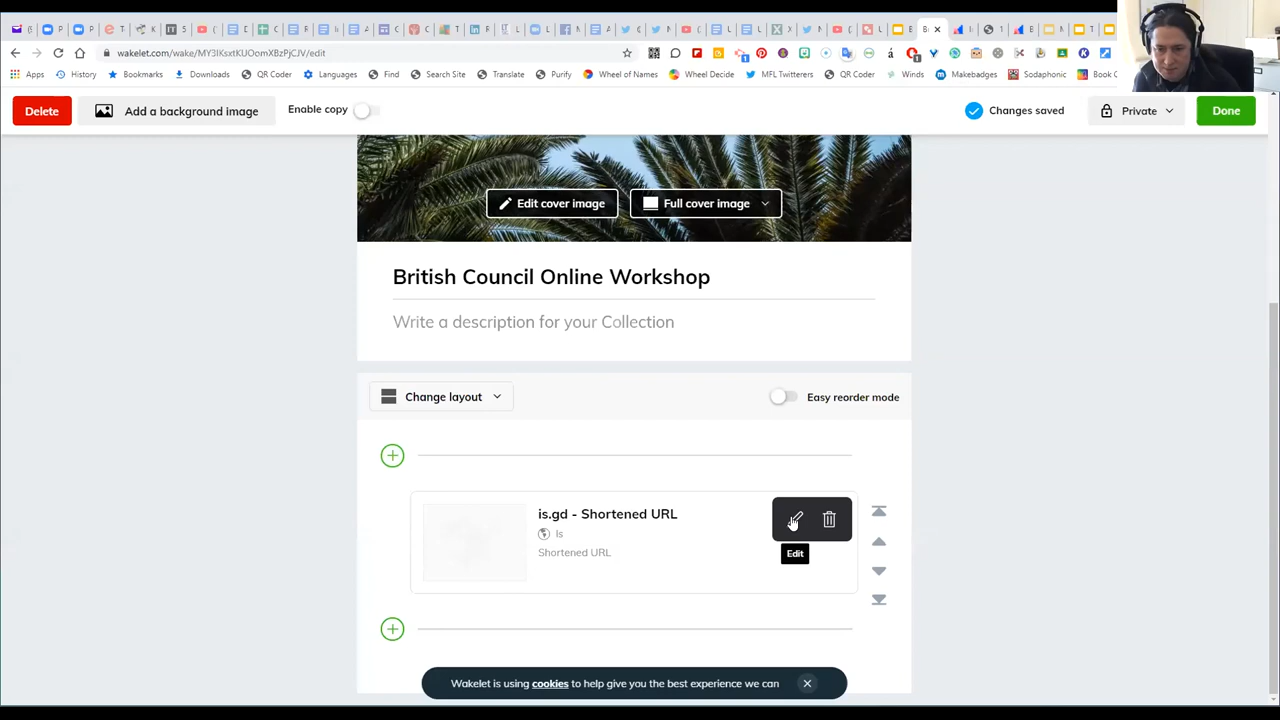 wakelet.com/wake/MY3IKsxtKUOomXBzPjCJV/edit
Apps History Bookmarks Downloads QR Coder Languages Find Search Site Translate Purify Wheel of Names Wheel Decide MFL Twitterers QR Coder Winds Makebadges Sodaphonic Book C
Delete Add a background image Enable copy Changes saved Private Done
Edit cover image Full cover image
British Council Online Workshop
Write a description for your Collection
Change layout Easy reorder mode
is.gd - Shortened URL
Is
Shortened URL
Edit
Wakelet is using cookies to help give you the best experience we can